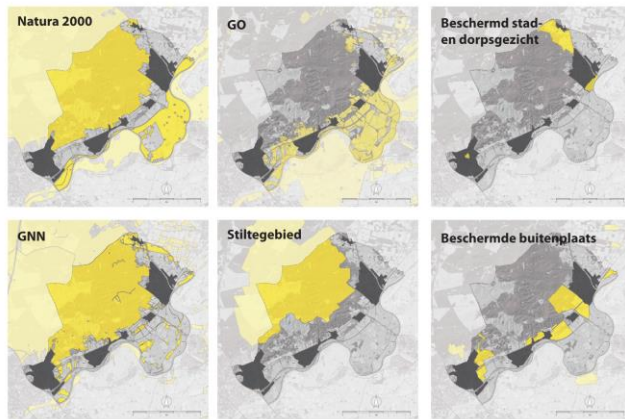 Natura 2000
GO
Beschermd stad-
en dorpsgezicht
GNN
Stiltegebied
Beschermde buitenplaats